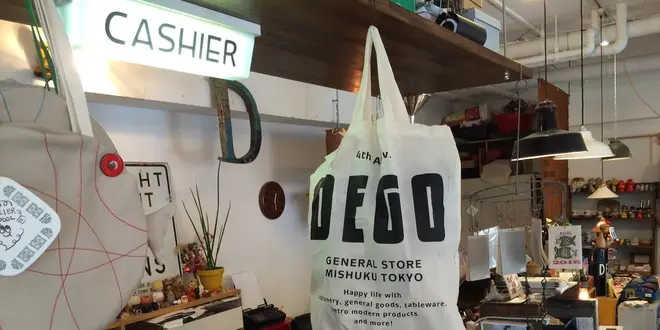 CASHIER
D
4th AV.
DEGO
GENERAL STORE
MISHUKU TOKYO
Happy life with
general goods, tableware,
retro modern products
and more!
D